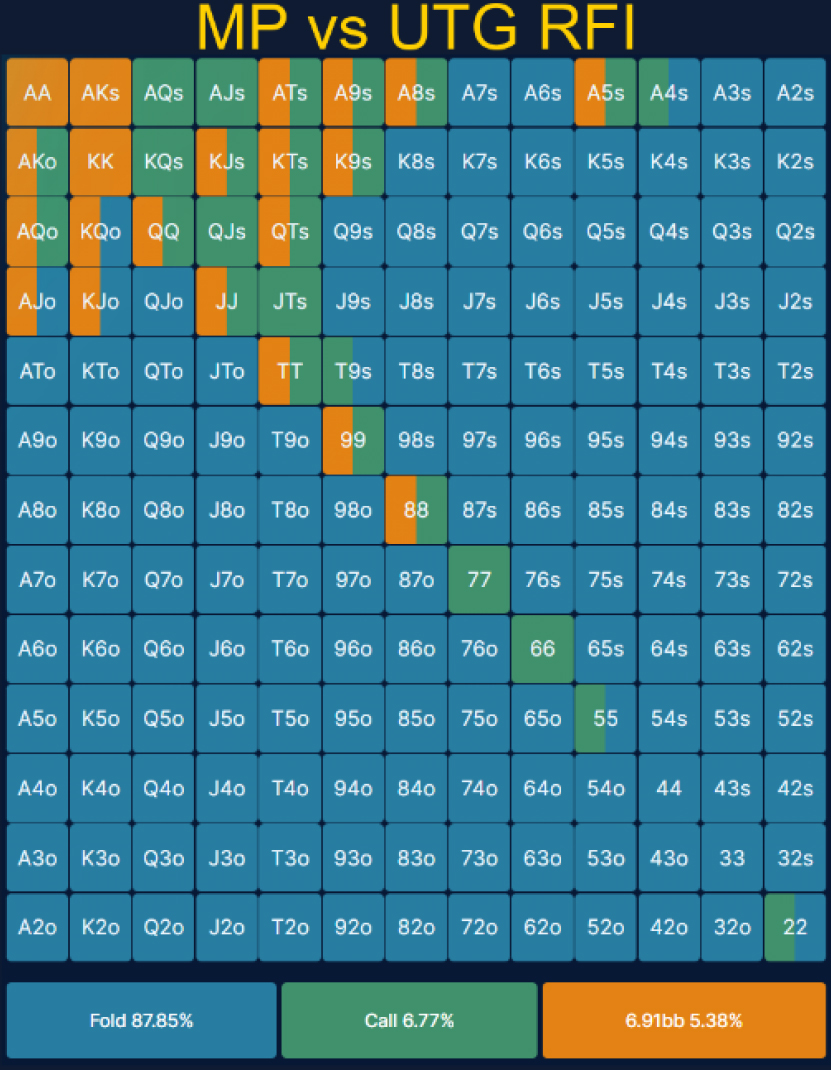 MP vs UTG RFI
AA AKs AQs AJs ATs A9s A8s A7s A6s A5s A4s A3s A2s
AKo KK KQs KJs KTs K9s K8s K7s K6s K5s K4s K3s K2s
AQo KQo QQ QJs QTs Q9s Q8s Q7s Q6s Q5s Q4s Q3s Q2s
AJo KJo QJo JJ JTs J9s J8s J7s J6s J5s J4s J3s J2s
ATo KTo QTo JTo TT T9s T8s T7s T6s T5s T4s T3s T2s
A9o K9o Q9o J9o T9o 99 98s 97s 96s 95s 94s 93s 92s
A8o K8o Q8o J8o T8o 98o 88 87s 86s 85s 84s 83s 82s
A7o K7o Q7o J7o T7o 97o 87o 77 76s 75s 74s 73s 72s
A6o K6o Q6o J6o T6o 96o 86o 76o 66 65s 64s 63s 62s
A5o K5o Q5o J5o T5o 95o 85o 75o 65o 55 54s 53s 52s
A4o K4o Q4o J4o T4o 94o 84o 74o 64o 54o 44 43s 42s
A3o K3o Q3o J3o T3o 93o 83o 73o 63o 53o 43o 33 32s
A2o K2o Q2o J2o T2o 92o 82o 72o 62o 52o 42o 32o 22
Fold 87.85% Call 6.77% 6.91bb 5.38%